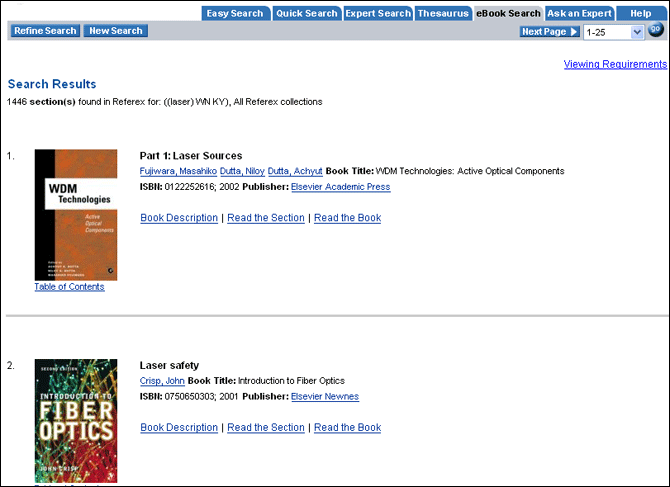 Easy Search Quick Search Expert Search Thesaurus eBook Search Ask an Expert Help
Refine Search New Search Next Page 1-25 go
Viewing Requirements
Search Results
1446 section(s) found in Referex for: ((laser) WN KY), All Referex collections
1.
WDM
Technologies
Active
Optical
Components
Table of Contents
Part 1: Laser Sources
Fujiwara, Masahiko Dutta, Niloy Dutta, Achyut Book Title: WDM Technologies: Active Optical Components
ISBN: 0122252616; 2002 Publisher: Elsevier Academic Press
Book Description | Read the Section | Read the Book
2.
SECOND EDITION
INTRODUCTION TO
FIBER
OPTICS
JOHN CRISP
Laser safety
Crisp, John Book Title: Introduction to Fiber Optics
ISBN: 0750650303; 2001 Publisher: Elsevier Newnes
Book Description | Read the Section | Read the Book